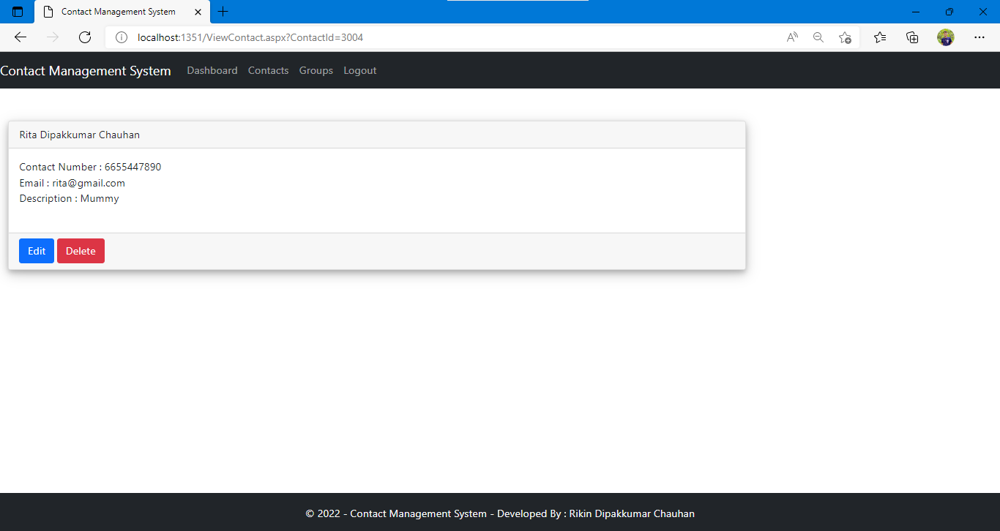 Contact Management System
localhost:1351/ViewContact.aspx?ContactId=3004
Contact Management System Dashboard Contacts Groups Logout
Rita Dipakkumar Chauhan
Contact Number : 6655447890
Email : rita@gmail.com
Description : Mummy
Edit Delete
© 2022 - Contact Management System - Developed By : Rikin Dipakkumar Chauhan